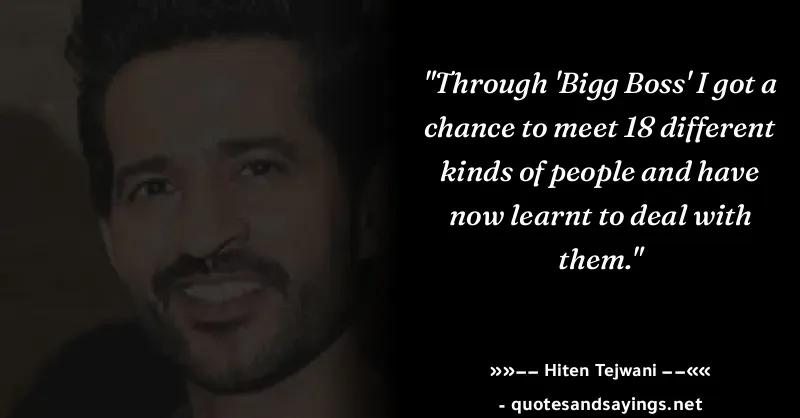 "Through 'Bigg Boss' I got a
chance to meet 18 different
kinds of people and have
now learnt to deal with
them."
»»−− Hiten Tejwani −−««
- quotesandsayings.net